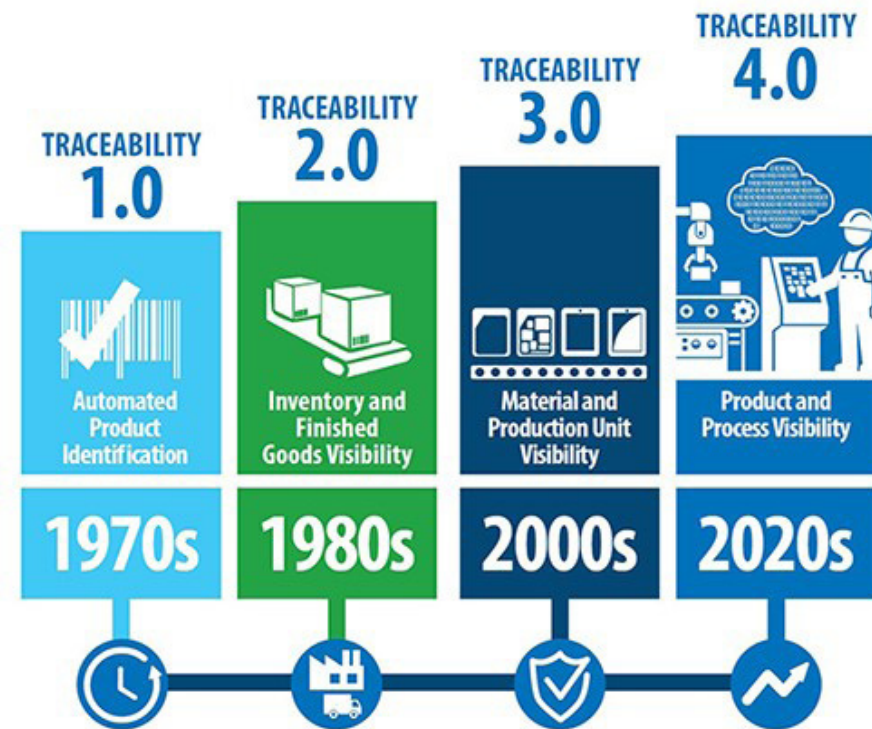 TRACEABILITY
1.0
TRACEABILITY
2.0
TRACEABILITY
3.0
TRACEABILITY
4.0
Automated
Product
Identification
Inventory and
Finished
Goods Visibility
Material and
Production Unit
Visibility
Product and
Process Visibility
1970s
1980s
2000s
2020s